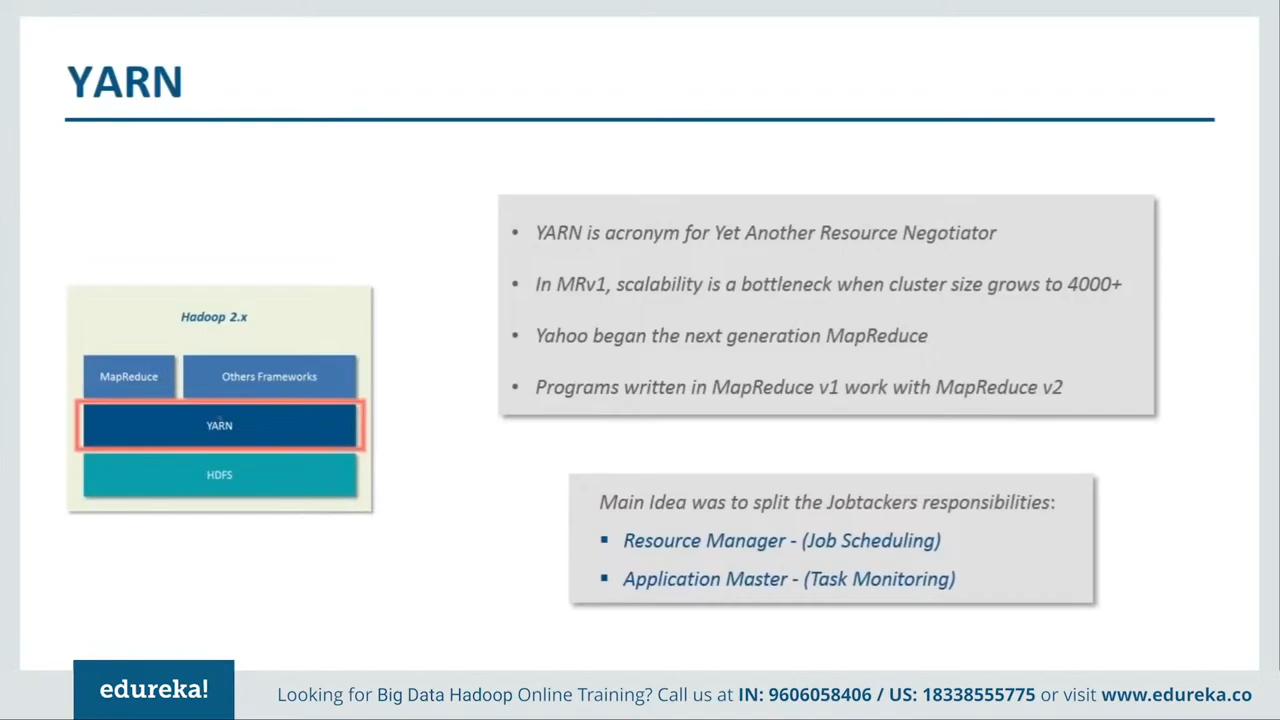 YARN
Hadoop 2.x
MapReduce
Others Frameworks
YARN
HDFS
• YARN is acronym for Yet Another Resource Negotiator
• In MRv1, scalability is a bottleneck when cluster size grows to 4000+
• Yahoo began the next generation MapReduce
• Programs written in MapReduce v1 work with MapReduce v2
Main Idea was to split the Jobtackers responsibilities:
▪ Resource Manager - (Job Scheduling)
▪ Application Master - (Task Monitoring)
edureka!
Looking for Big Data Hadoop Online Training? Call us at IN: 9606058406 / US: 18338555775 or visit www.edureka.co